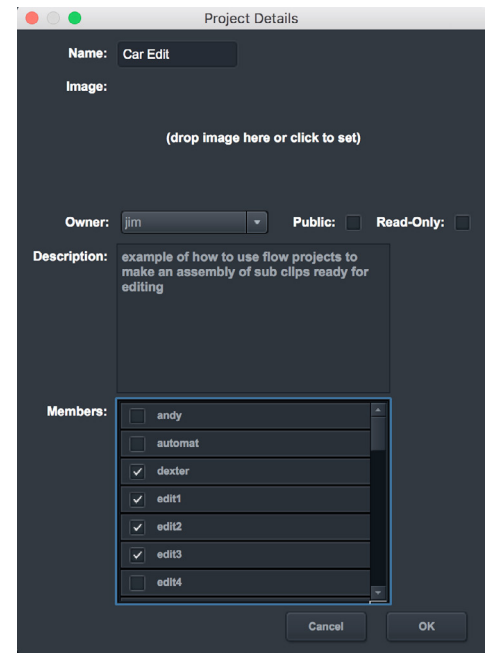 Project Details
Name: Car Edit
Image:
(drop image here or click to set)
Owner: jim Public: Read-Only:
Description: example of how to use flow projects to
make an assembly of sub clips ready for
editing
Members:
andy
automat
dexter
edit1
edit2
edit3
edit4
Cancel OK